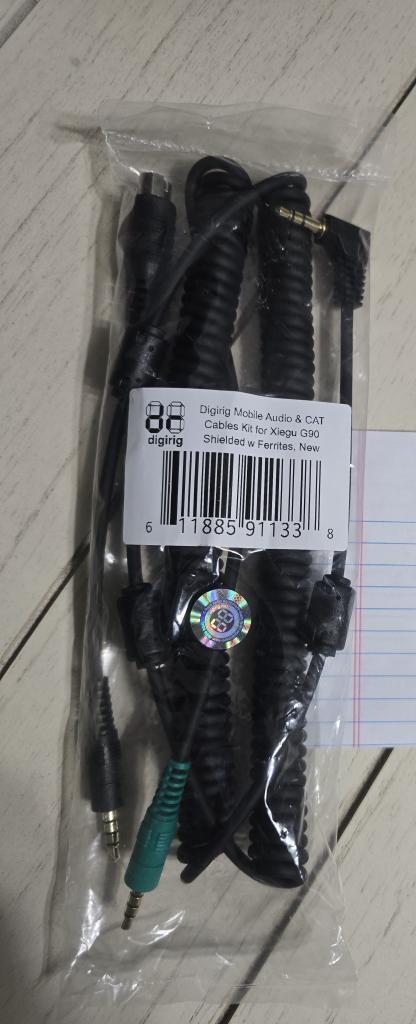 digirig
Digirig Mobile Audio & CAT
Cables Kit for Xiegu G90
Shielded w Ferrites, New
6 11885 91133 8